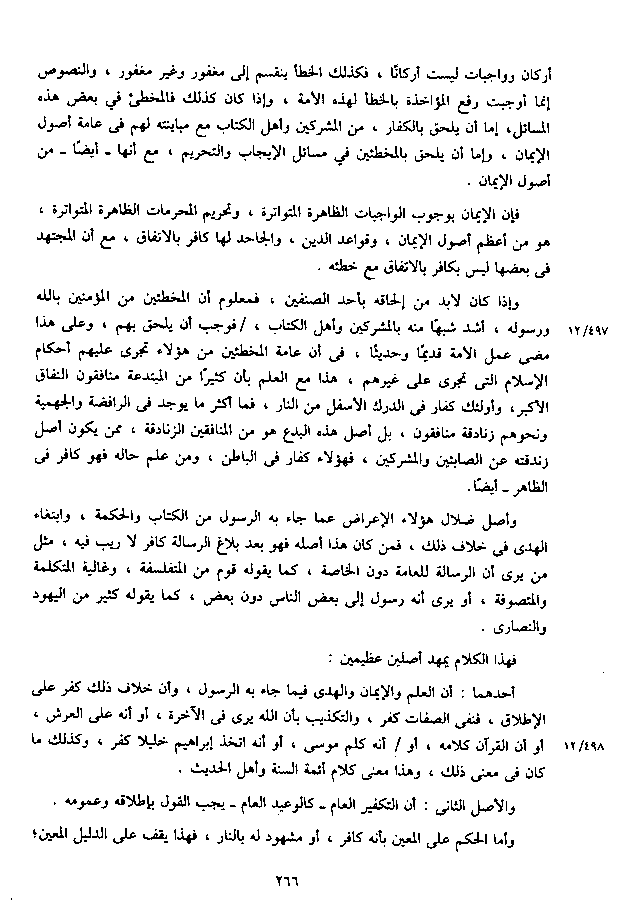 أركان وواجبات ليست أركانًا ، فكذلك الخطأ ينقسم إلى مغفور وغير مغفور ، والنصوص
إنما أوجبت رفع المؤاخذة بالخطأ لهذه الأمة ، وإذا كان كذلك فالمخطئ في بعض هذه
المسائل، إما أن يلحق بالكفار ، من المشركين وأهل الكتاب مع مباينته لهم فى عامة أصول
الإيمان ، وإما أن يلحق بالمخطئين في مسائل الإيجاب والتحريم ، مع أنها ـ أيضًا ـ من
أصول الإيمان .
فإن الإيمان بوجوب الواجبات الظاهرة المتواترة ، وتحريم المحرمات الظاهرة المتواترة ،
هو من أعظم أصول الإيمان ، وقواعد الدين ، والجاحد لها كافر بالاتفاق ، مع أن المجتهد
فى بعضها ليس بكافر بالاتفاق مع خطئه .
وإذا كان لابد من إلحاقه بأحد الصنفين ، فمعلوم أن المخطئين من المؤمنين بالله
١٢/٤٩٧ ورسوله ، أشد شبهًا منه بالمشركين وأهل الكتاب ، /فوجب أن يلحق بهم ، وعلى هذا
مضى عمل الأمة قديمًا وحديثًا ، فى أن عامة المخطئين من هؤلاء تجرى عليهم أحكام
الإسلام التى تجرى على غيرهم ، هذا مع العلم بأن كثيرًا من المبتدعة منافقون النفاق
الأكبر، وأولئك كفار فى الدرك الأسفل من النار ، فما أكثر ما يوجد فى الرافضة والجهمية
ونحوهم زنادقة منافقون ، بل أصل هذه البدع هو من المنافقين الزنادقة ، ممن يكون أصل
زندقته عن الصابئين والمشركين ، فهؤلاء كفار فى الباطن ، ومن علم حاله فهو كافر فى
الظاهر ـ أيضًا.
وأصل ضلال هؤلاء الإعراض عما جاء به الرسول من الكتاب والحكمة ، وابتغاء
الهدى فى خلاف ذلك ، فمن كان هذا أصله فهو بعد بلاغ الرسالة كافر لا ريب فيه ، مثل
من يرى أن الرسالة للعامة دون الخاصة ، كما يقوله قوم من المتفلسفة ، وغالية المتكلمة
والمتصوفة ، أو يرى أنه رسول إلى بعض الناس دون بعض ، كما يقوله كثير من اليهود
والنصارى .
فهذا الكلام يمهد أصلين عظيمين :
أحدهما : أن العلم والإيمان والهدى فيما جاء به الرسول ، وأن خلاف ذلك كفر على
الإطلاق ، فنفى الصفات كفر ، والتكذيب بأن الله يرى فى الآخرة ، أو أنه على العرش ،
١٢/٤٩٨ أو أن القرآن كلامه ، أو / أنه كلم موسى ، أو أنه اتخذ إبراهيم خليلا كفر ، وكذلك ما
كان فى معنى ذلك ، وهذا معنى كلام أئمة السنة وأهل الحديث .
والأصل الثانى : أن التكفير العام ـ كالوعيد العام ـ يجب القول بإطلاقه وعمومه .
وأما الحكم على المعين بأنه كافر ، أو مشهود له بالنار ، فهذا يقف على الدليل المعين؛
٢٦٦